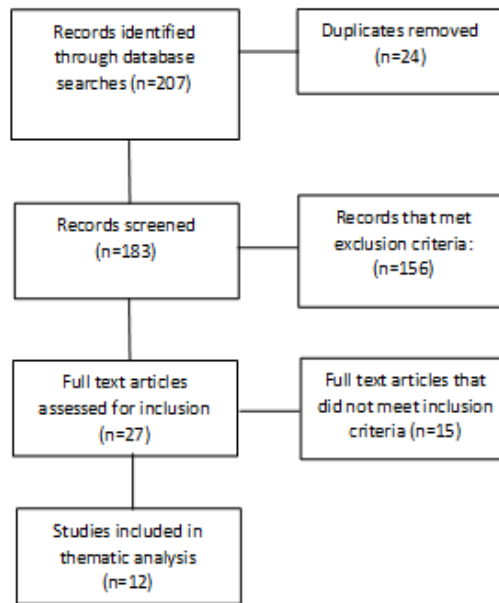 Records identified
through database
searches (n=207)
Duplicates removed
(n=24)
Records screened
(n=183)
Records that met
exclusion criteria:
(n=156)
Full text articles
assessed for inclusion
(n=27)
Full text articles that
did not meet inclusion
criteria (n=15)
Studies included in
thematic analysis
(n=12)